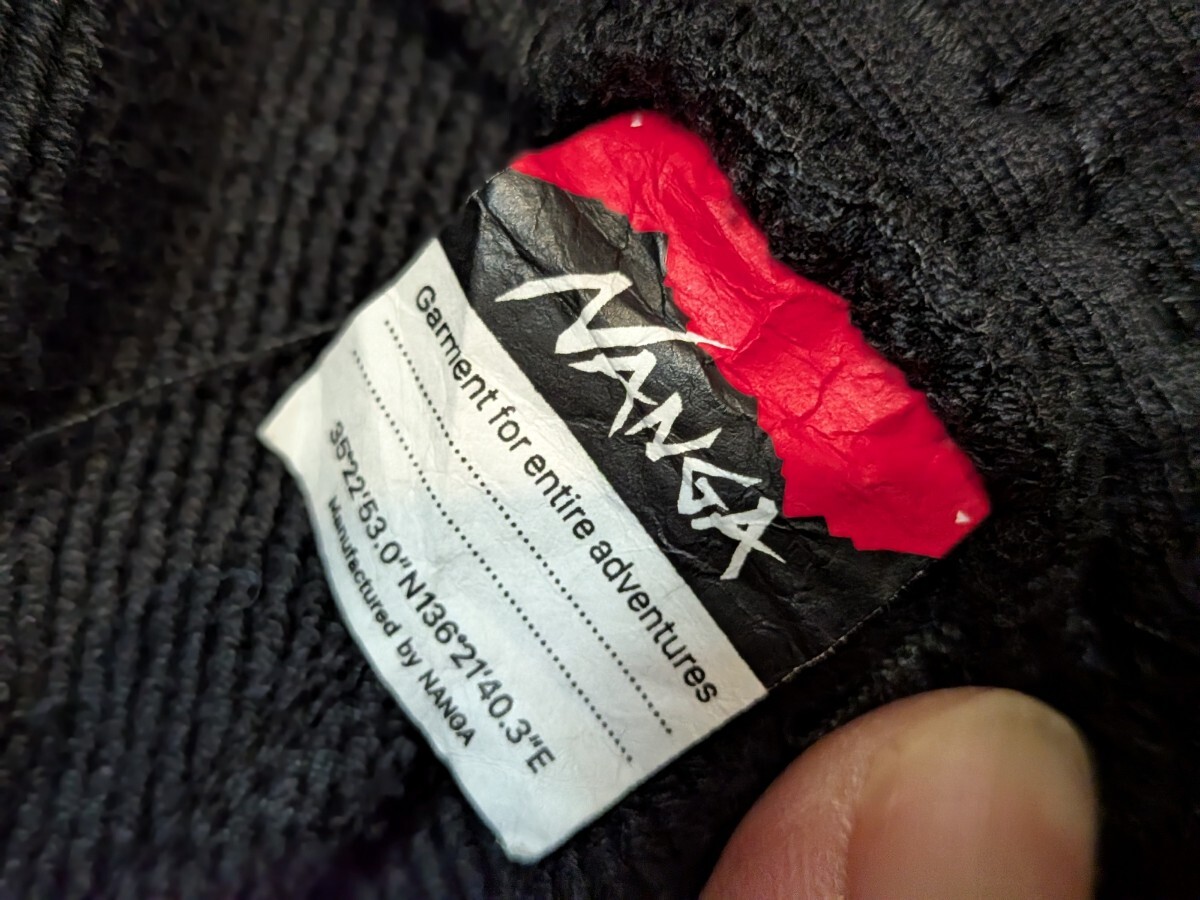 NANGA
Garment for entire adventures
35°22'53.0"N136°21'40.3"E
Manufactured by NANGA